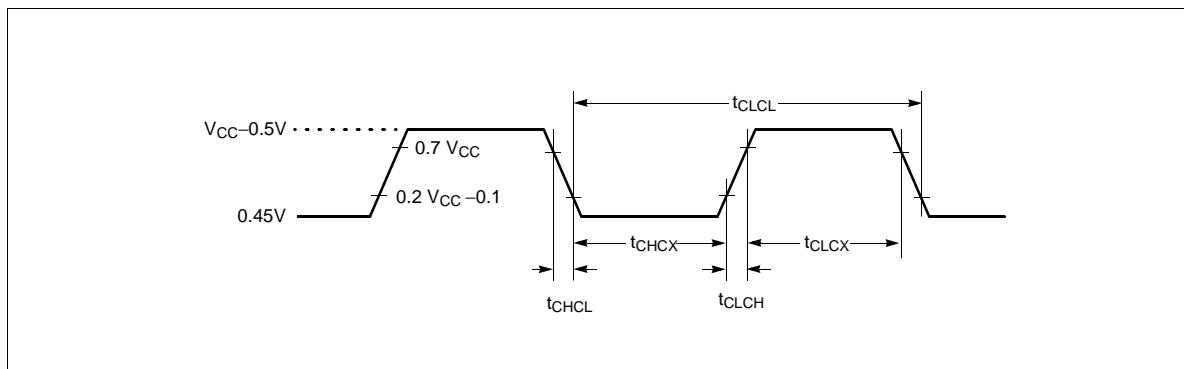 tCLCL
VCC–0.5V
0.7 VCC
0.2 VCC –0.1
0.45V
tCHCX
tCLCX
tCHCL
tCLCH